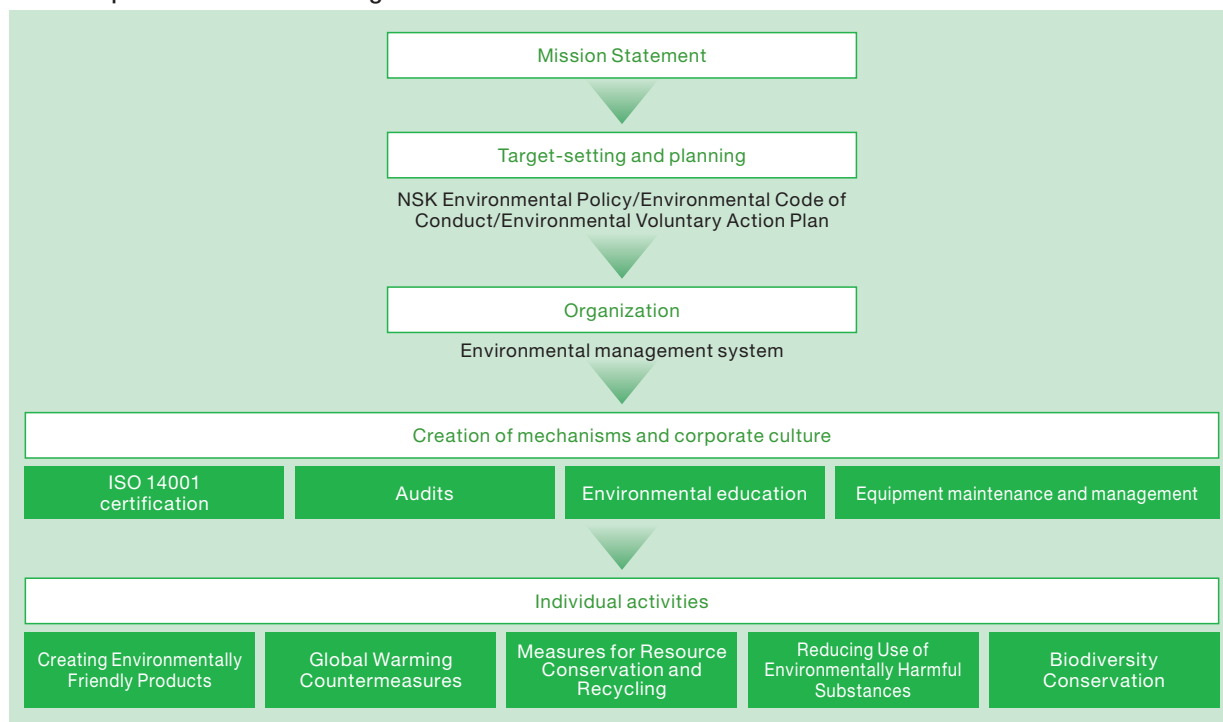 Mission Statement
Target-setting and planning
NSK Environmental Policy/Environmental Code of
Conduct/Environmental Voluntary Action Plan
Organization
Environmental management system
Creation of mechanisms and corporate culture
ISO 14001
certification
Audits
Environmental education
Equipment maintenance and management
Individual activities
Creating Environmentally
Friendly Products
Global Warming
Countermeasures
Measures for Resource
Conservation and
Recycling
Reducing Use of
Environmentally Harmful
Substances
Biodiversity
Conservation